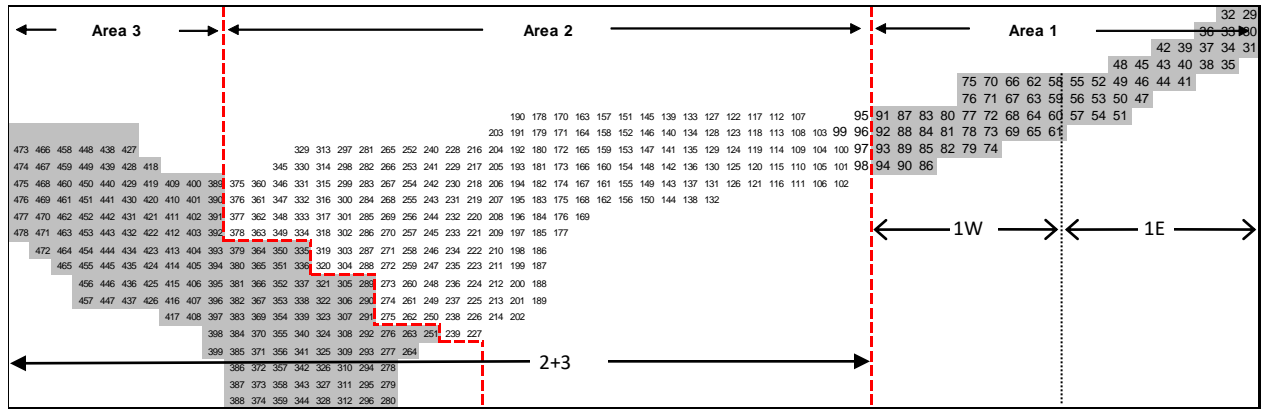 32 29
Area 3 Area 2 Area 1 36 33 30
42 39 37 34 31
48 45 43 40 38 35
75 70 66 62 58 55 52 49 46 44 41
76 71 67 63 59 56 53 50 47
190 178 170 163 157 151 145 139 133 127 122 117 112 107 95 91 87 83 80 77 72 68 64 60 57 54 51
203 191 179 171 164 158 152 146 140 134 128 123 118 113 108 103 99 96 92 88 84 81 78 73 69 65 61
473 466 458 448 438 427 329 313 297 281 265 252 240 228 216 204 192 180 172 165 159 153 147 141 135 129 124 119 114 109 104 100 97 93 89 85 82 79 74
474 467 459 449 439 428 418 345 330 314 298 282 266 253 241 229 217 205 193 181 173 166 160 154 148 142 136 130 125 120 115 110 105 101 98 94 90 86
475 468 460 450 440 429 419 409 400 389 375 360 346 331 315 299 283 267 254 242 230 218 206 194 182 174 167 161 155 149 143 137 131 126 121 116 111 106 102
476 469 461 451 441 430 420 410 401 390 376 361 347 332 316 300 284 268 255 243 231 219 207 195 183 175 168 162 156 150 144 138 132
477 470 462 452 442 431 421 411 402 391 377 362 348 333 317 301 285 269 256 244 232 220 208 196 184 176 169
478 471 463 453 443 432 422 412 403 392 378 363 349 334 318 302 286 270 257 245 233 221 209 197 185 177 1W 1E
472 464 454 444 434 423 413 404 393 379 364 350 335 319 303 287 271 258 246 234 222 210 198 186
465 455 445 435 424 414 405 394 380 365 351 336 320 304 288 272 259 247 235 223 211 199 187
456 446 436 425 415 406 395 381 366 352 337 321 305 289 273 260 248 236 224 212 200 188
457 447 437 426 416 407 396 382 367 353 338 322 306 290 274 261 249 237 225 213 201 189
417 408 397 383 369 354 339 323 307 291 275 262 250 238 226 214 202
398 384 370 355 340 324 308 292 276 263 251 239 227
399 385 371 356 341 325 309 293 277 264 2+3
386 372 357 342 326 310 294 278
387 373 358 343 327 311 295 279
388 374 359 344 328 312 296 280